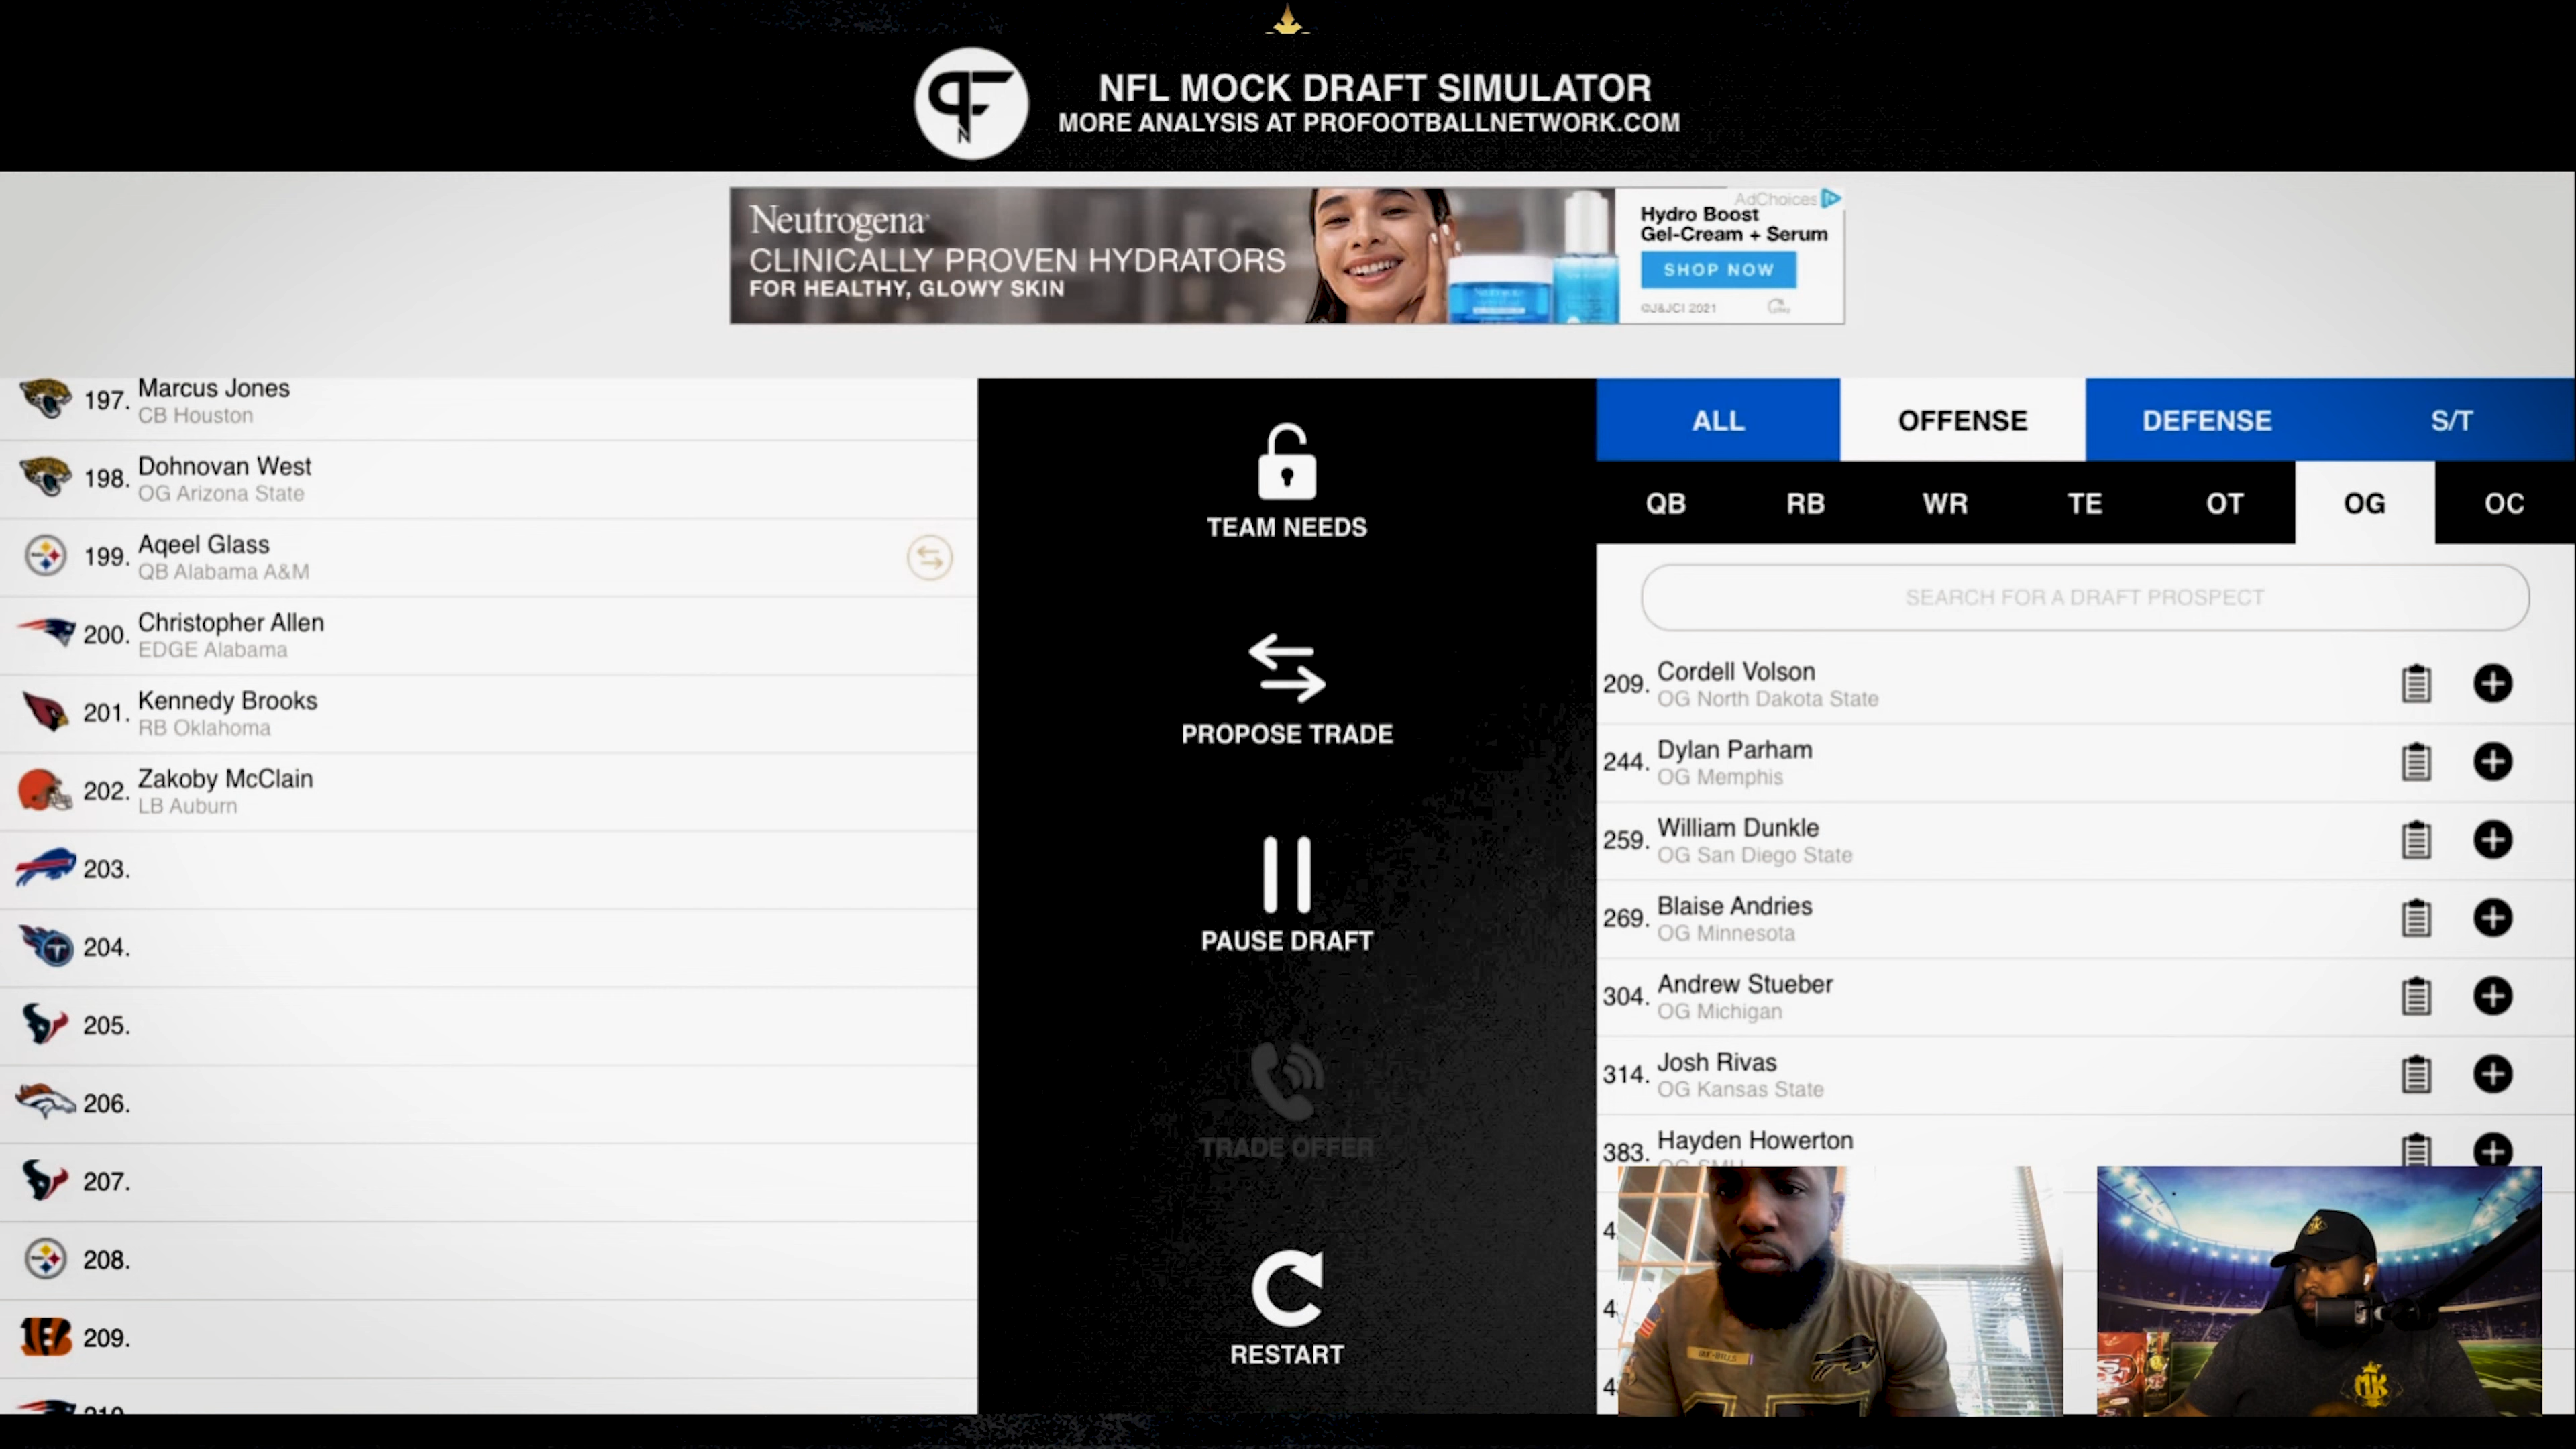 NFL MOCK DRAFT SIMULATOR
MORE ANALYSIS AT PROFOOTBALLNETWORK.COM
Neutrogena
CLINICALLY PROVEN HYDRATORS
FOR HEALTHY, GLOWY SKIN
AdChoices
Hydro Boost
Gel-Cream + Serum
SHOP NOW
©J&JCI 2021
197. Marcus Jones
CB Houston
198. Dohnovan West
OG Arizona State
199. Aqeel Glass
QB Alabama A&M
200. Christopher Allen
EDGE Alabama
201. Kennedy Brooks
RB Oklahoma
202. Zakoby McClain
LB Auburn
203.
204.
205.
206.
207.
208.
209.
TEAM NEEDS
PROPOSE TRADE
PAUSE DRAFT
TRADE OFFER
RESTART
ALL OFFENSE DEFENSE S/T
QB RB WR TE OT OG OC
SEARCH FOR A DRAFT PROSPECT
209. Cordell Volson
OG North Dakota State
244. Dylan Parham
OG Memphis
259. William Dunkle
OG San Diego State
269. Blaise Andries
OG Minnesota
304. Andrew Stueber
OG Michigan
314. Josh Rivas
OG Kansas State
383. Hayden Howerton